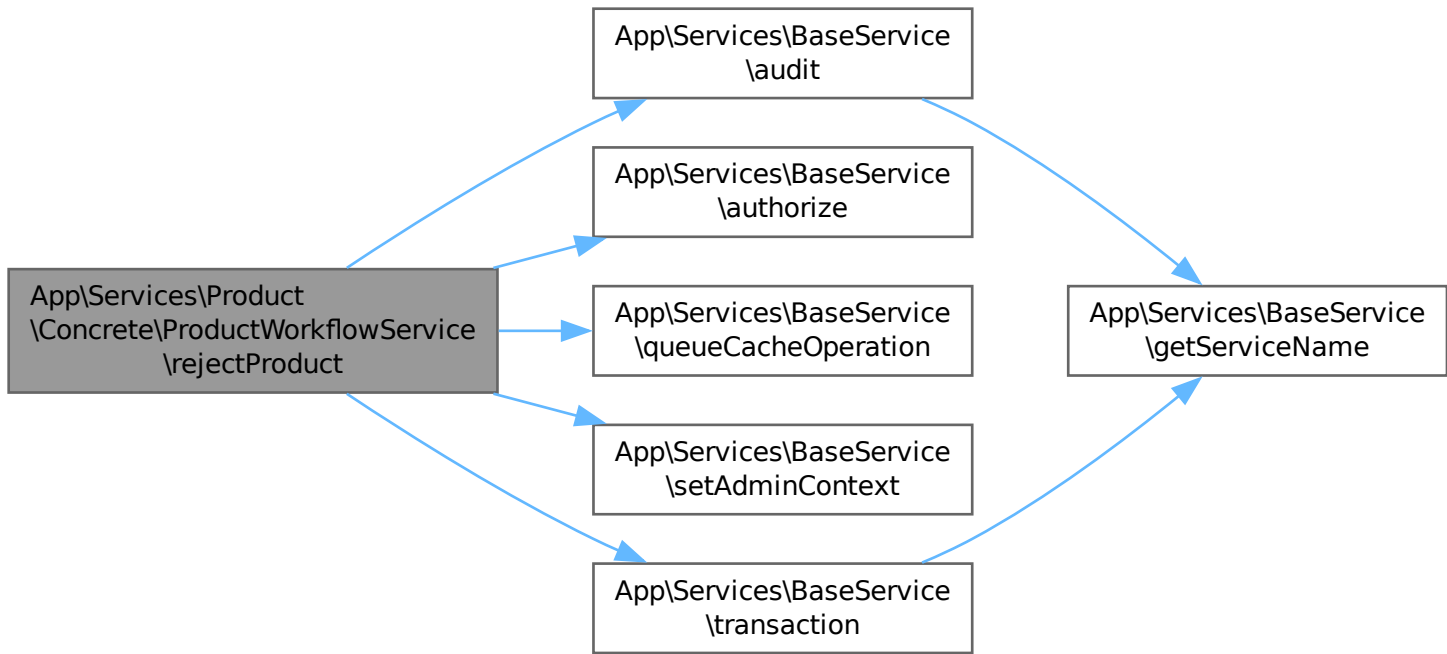 App\Services\BaseService
\audit
App\Services\BaseService
\authorize
App\Services\Product
\Concrete\ProductWorkflowService
\rejectProduct
App\Services\BaseService
\queueCacheOperation
App\Services\BaseService
\getServiceName
App\Services\BaseService
\setAdminContext
App\Services\BaseService
\transaction